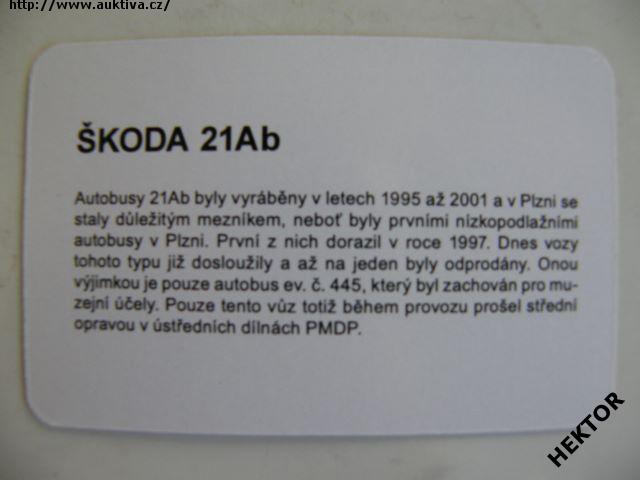 http://www.auktiva.cz/
ŠKODA 21Ab
Autobusy 21Ab byly vyráběny v letech 1995 až 2001 a v Plzni se
staly důležitým mezníkem, neboť byly prvními nízkopodlažními
autobusy v Plzni. První z nich dorazil v roce 1997. Dnes vozy
tohoto typu již dosloužily a až na jeden byly odprodány. Onou
výjimkou je pouze autobus ev. č. 445, který byl zachován pro mu-
zejní účely. Pouze tento vůz totiž během provozu prošel střední
opravou v ústředních dílnách PMDP.
HEKTOR